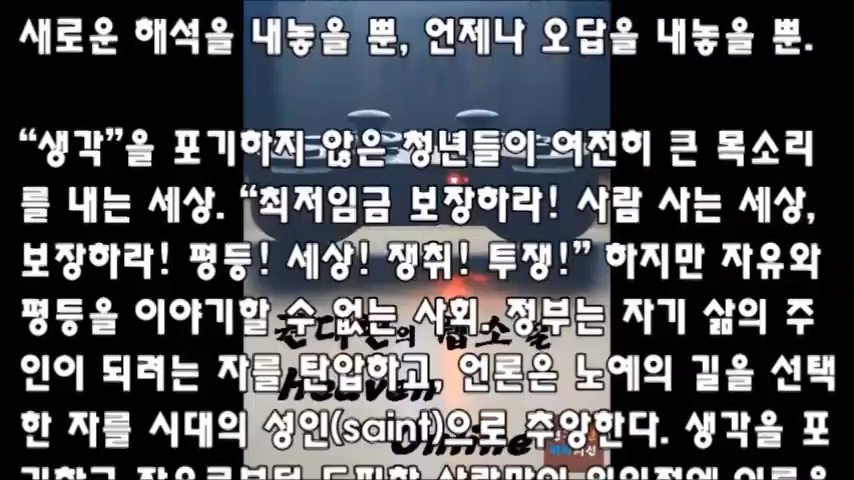 새로운 해석을 내놓을 뿐, 언제나 오답을 내놓을 뿐.
“생각”을 포기하지 않은 청년들이 여전히 큰 목소리
를 내는 세상. “최저임금 보장하라! 사람 사는 세상,
보장하라! 평등! 세상! 쟁취! 투쟁!” 하지만 자유와
평등을 이야기할 수 없는 사회. 정부는 자기 삶의 주
인이 되려는 자를 탄압하고, 언론은 노예의 길을 선택
한 자를 시대의 성인(saint)으로 추앙한다. 생각을 포
Heaven
Online